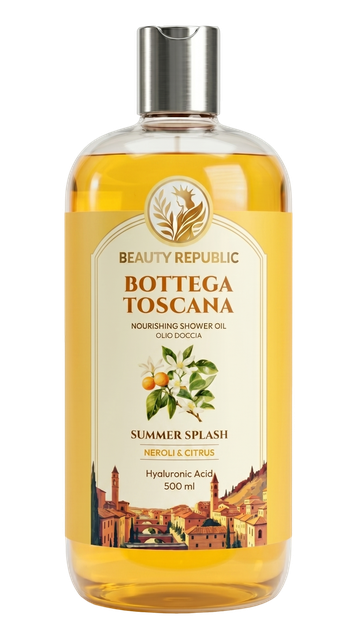 BEAUTY REPUBLIC
BOTTEGA
TOSCANA
NOURISHING SHOWER OIL
OLIO DOCCIA
SUMMER SPLASH
NEROLI & CITRUS
Hyaluronic Acid
500 ml